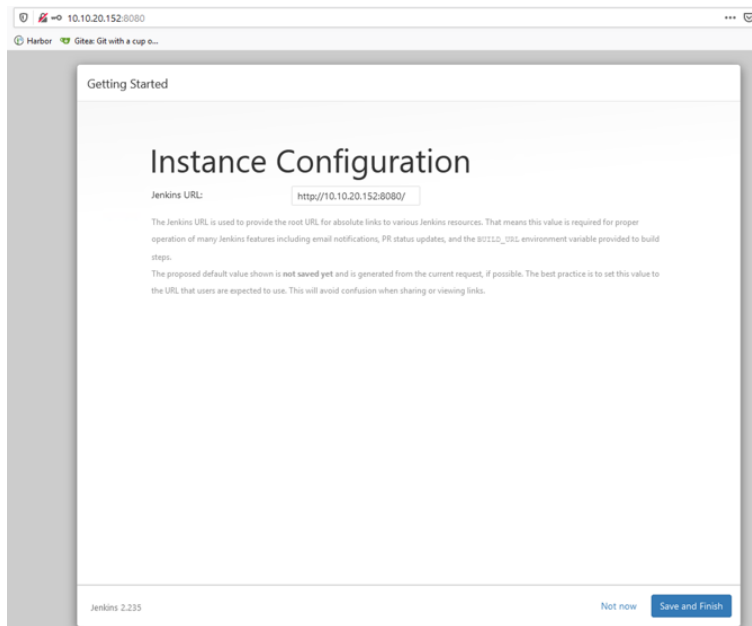 10.10.20.152:8080
Harbor Gitea: Git with a cup o...
Getting Started
Instance Configuration
Jenkins URL: http://10.10.20.152:8080/
The Jenkins URL is used to provide the root URL for absolute links to various Jenkins resources. That means this value is required for proper
operation of many Jenkins features including email notifications, PR status updates, and the BUILD_URL environment variable provided to build
steps.
The proposed default value shown is not saved yet and is generated from the current request, if possible. The best practice is to set this value to
the URL that users are expected to use. This will avoid confusion when sharing or viewing links.
Jenkins 2.235 Not now Save and Finish